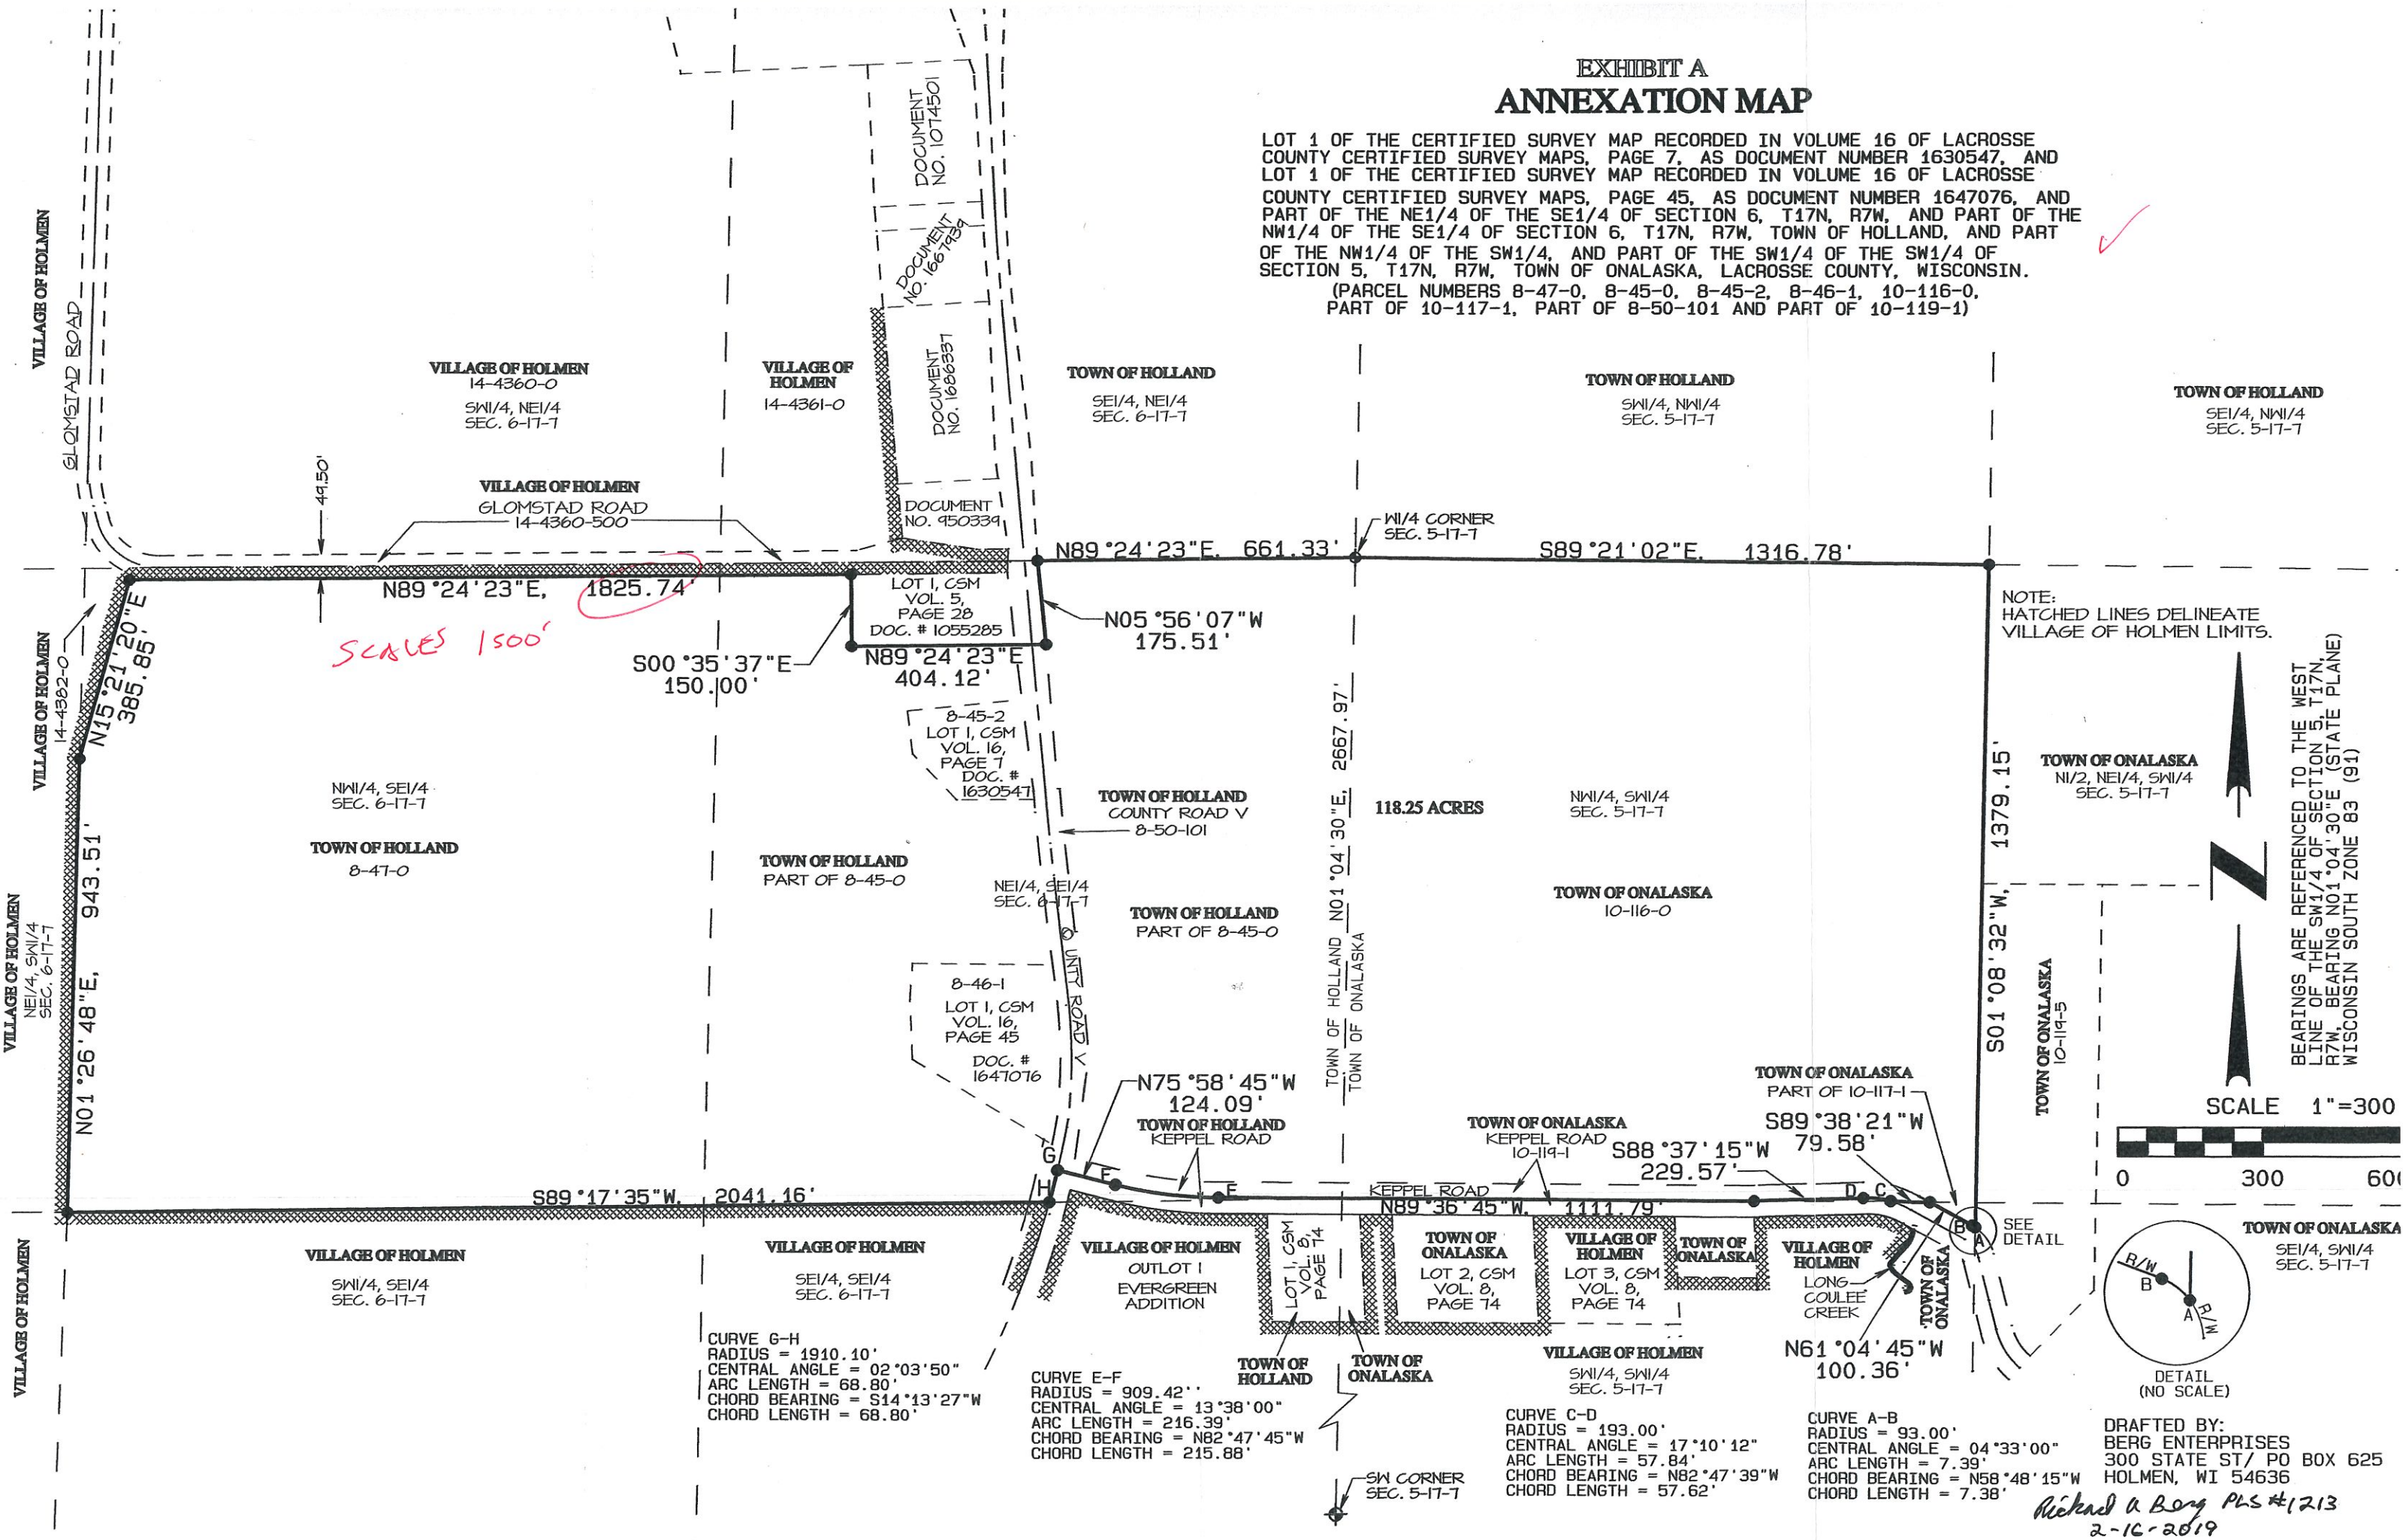 EXHIBIT A
ANNEXATION MAP
LOT 1 OF THE CERTIFIED SURVEY MAP RECORDED IN VOLUME 16 OF LACROSSE
COUNTY CERTIFIED SURVEY MAPS, PAGE 7, AS DOCUMENT NUMBER 1630547, AND
LOT 1 OF THE CERTIFIED SURVEY MAP RECORDED IN VOLUME 16 OF LACROSSE
COUNTY CERTIFIED SURVEY MAPS, PAGE 45, AS DOCUMENT NUMBER 1647076, AND
PART OF THE NE1/4 OF THE SE1/4 OF SECTION 6, T17N, R7W, AND PART OF THE
NW1/4 OF THE SE1/4 OF SECTION 6, T17N, R7W, TOWN OF HOLLAND, AND PART
OF THE NW1/4 OF THE SW1/4, AND PART OF THE SW1/4 OF THE SW1/4 OF
SECTION 5, T17N, R7W, TOWN OF ONALASKA, LACROSSE COUNTY, WISCONSIN.
(PARCEL NUMBERS 8-47-0, 8-45-0, 8-45-2, 8-46-1, 10-116-0,
PART OF 10-117-1, PART OF 8-50-101 AND PART OF 10-119-1)
DOCUMENT
NO. 1074501
DOCUMENT
NO. 1667939
DOCUMENT
NO. 1686337
DOCUMENT
NO. 950339
VILLAGE OF HOLMEN
GLOMSTAD ROAD
VILLAGE OF HOLMEN
14-4360-0
SW1/4, NE1/4
SEC. 6-17-7
VILLAGE OF
HOLMEN
14-4361-0
TOWN OF HOLLAND
SE1/4, NE1/4
SEC. 6-17-7
TOWN OF HOLLAND
SW1/4, NW1/4
SEC. 5-17-7
TOWN OF HOLLAND
SE1/4, NW1/4
SEC. 5-17-7
49.50'
VILLAGE OF HOLMEN
GLOMSTAD ROAD
14-4360-500
W1/4 CORNER
SEC. 5-17-7
N89°24'23"E, 661.33'
S89°21'02"E, 1316.78'
N89°24'23"E, 1825.74'
SCALES 1500'
LOT 1, CSM
VOL. 5,
PAGE 28
DOC. # 1055285
N05°56'07"W
175.51'
S00°35'37"E
150.00'
N89°24'23"E
404.12'
NOTE:
HATCHED LINES DELINEATE
VILLAGE OF HOLMEN LIMITS.
VILLAGE OF HOLMEN
14-4382-0
N15°21'20"E
385.85'
8-45-2
LOT 1, CSM
VOL. 16,
PAGE 7
DOC. #
1630547
NW1/4, SE1/4
SEC. 6-17-7
TOWN OF HOLLAND
8-47-0
TOWN OF HOLLAND
PART OF 8-45-0
TOWN OF HOLLAND
COUNTY ROAD V
8-50-101
NE1/4, SE1/4
SEC. 6-17-7
TOWN OF HOLLAND
PART OF 8-45-0
N01°04'30"E, 2667.97'
TOWN OF HOLLAND
TOWN OF ONALASKA
118.25 ACRES
NW1/4, SW1/4
SEC. 5-17-7
TOWN OF ONALASKA
10-116-0
S01°08'32"W, 1379.15'
TOWN OF ONALASKA
N1/2, NE1/4, SW1/4
SEC. 5-17-7
BEARINGS ARE REFERENCED TO THE WEST
LINE OF THE SW1/4 OF SECTION 5, T17N,
R7W, BEARING N01°04'30"E (STATE PLANE)
WISCONSIN SOUTH ZONE 83 (91)
N
VILLAGE OF HOLMEN
NE1/4, SW1/4
SEC. 6-17-7
N01°26'48"E, 943.51'
COUNTY ROAD V
8-46-1
LOT 1, CSM
VOL. 16,
PAGE 45
DOC. #
1647076
TOWN OF ONALASKA
10-119-5
N75°58'45"W
124.09'
TOWN OF HOLLAND
KEPPEL ROAD
TOWN OF ONALASKA
KEPPEL ROAD
10-119-1
TOWN OF ONALASKA
PART OF 10-117-1
S89°38'21"W
79.58'
S88°37'15"W
229.57'
SCALE 1"=300
0 300 600
G
H
F
E
D
C
B
A
S89°17'35"W, 2041.16'
KEPPEL ROAD
N89°36'45"W, 1111.79'
SEE
DETAIL
VILLAGE OF HOLMEN
VILLAGE OF HOLMEN
SW1/4, SE1/4
SEC. 6-17-7
VILLAGE OF HOLMEN
SE1/4, SE1/4
SEC. 6-17-7
VILLAGE OF HOLMEN
OUTLOT 1
EVERGREEN
ADDITION
LOT 1, CSM
VOL. 8,
PAGE 74
TOWN OF
ONALASKA
LOT 2, CSM
VOL. 8,
PAGE 74
VILLAGE OF
HOLMEN
LOT 3, CSM
VOL. 8,
PAGE 74
TOWN OF
ONALASKA
VILLAGE OF
HOLMEN
LONG
COULEE
CREEK
TOWN OF
ONALASKA
TOWN OF ONALASKA
SE1/4, SW1/4
SEC. 5-17-7
N61°04'45"W
100.36'
TOWN OF
HOLLAND
TOWN OF
ONALASKA
VILLAGE OF HOLMEN
SW1/4, SW1/4
SEC. 5-17-7
R/W
B
A
R/W
DETAIL
(NO SCALE)
CURVE G-H
RADIUS = 1910.10'
CENTRAL ANGLE = 02°03'50"
ARC LENGTH = 68.80'
CHORD BEARING = S14°13'27"W
CHORD LENGTH = 68.80'
CURVE E-F
RADIUS = 909.42''
CENTRAL ANGLE = 13°38'00"
ARC LENGTH = 216.39'
CHORD BEARING = N82°47'45"W
CHORD LENGTH = 215.88'
SW CORNER
SEC. 5-17-7
CURVE C-D
RADIUS = 193.00'
CENTRAL ANGLE = 17°10'12"
ARC LENGTH = 57.84'
CHORD BEARING = N82°47'39"W
CHORD LENGTH = 57.62'
CURVE A-B
RADIUS = 93.00'
CENTRAL ANGLE = 04°33'00"
ARC LENGTH = 7.39'
CHORD BEARING = N58°48'15"W
CHORD LENGTH = 7.38'
DRAFTED BY:
BERG ENTERPRISES
300 STATE ST/ PO BOX 625
HOLMEN, WI 54636
Richard A Berg PLS #1213
2-16-2019